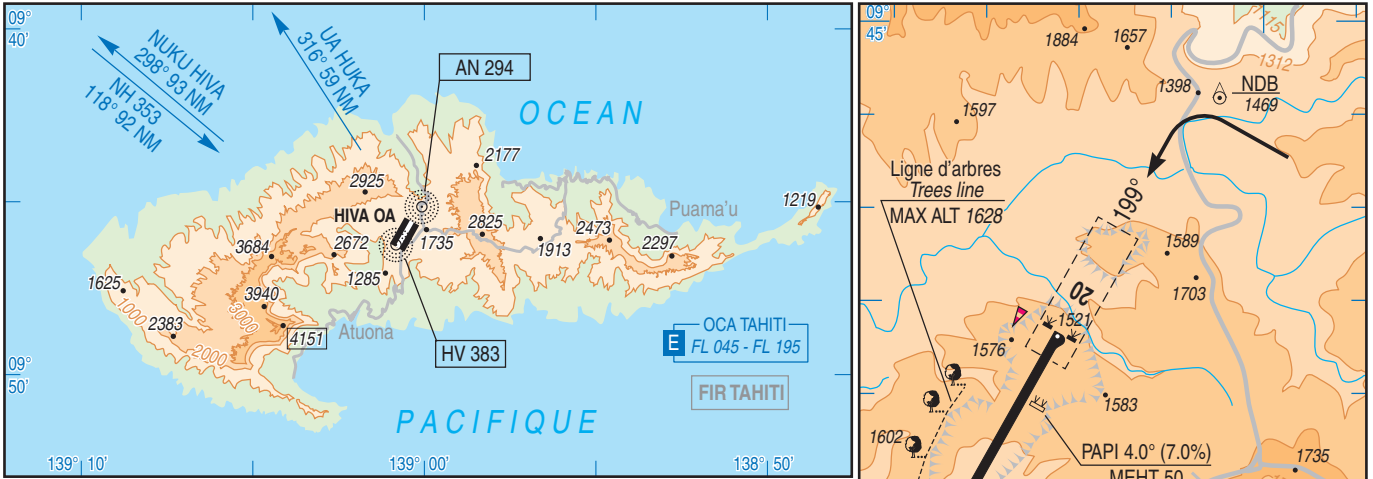 09°
40'
NUKU HIVA
298° 93 NM
NH 353
118° 92 NM
UA HUKA
316° 59 NM
AN 294
OCEAN
2177
2925
HIVA OA
1219
Puama'u
3684
2672
1735
2825
1913
2473
2297
1285
1625
1000
3940
3000
2383
2000
4151
Atuona
HV 383
OCA TAHITI
E
FL 045 - FL 195
FIR TAHITI
09°
50'
PACIFIQUE
139° 10'
139° 00'
138° 50'
09°
45'
1884
1657
1115
1312
1398
NDB
1469
1597
Ligne d'arbres
Trees line
MAX ALT 1628
199°
1589
1703
20
1521
1576
1583
1602
PAPI 4.0° (7.0%)
MEHT 50
1735